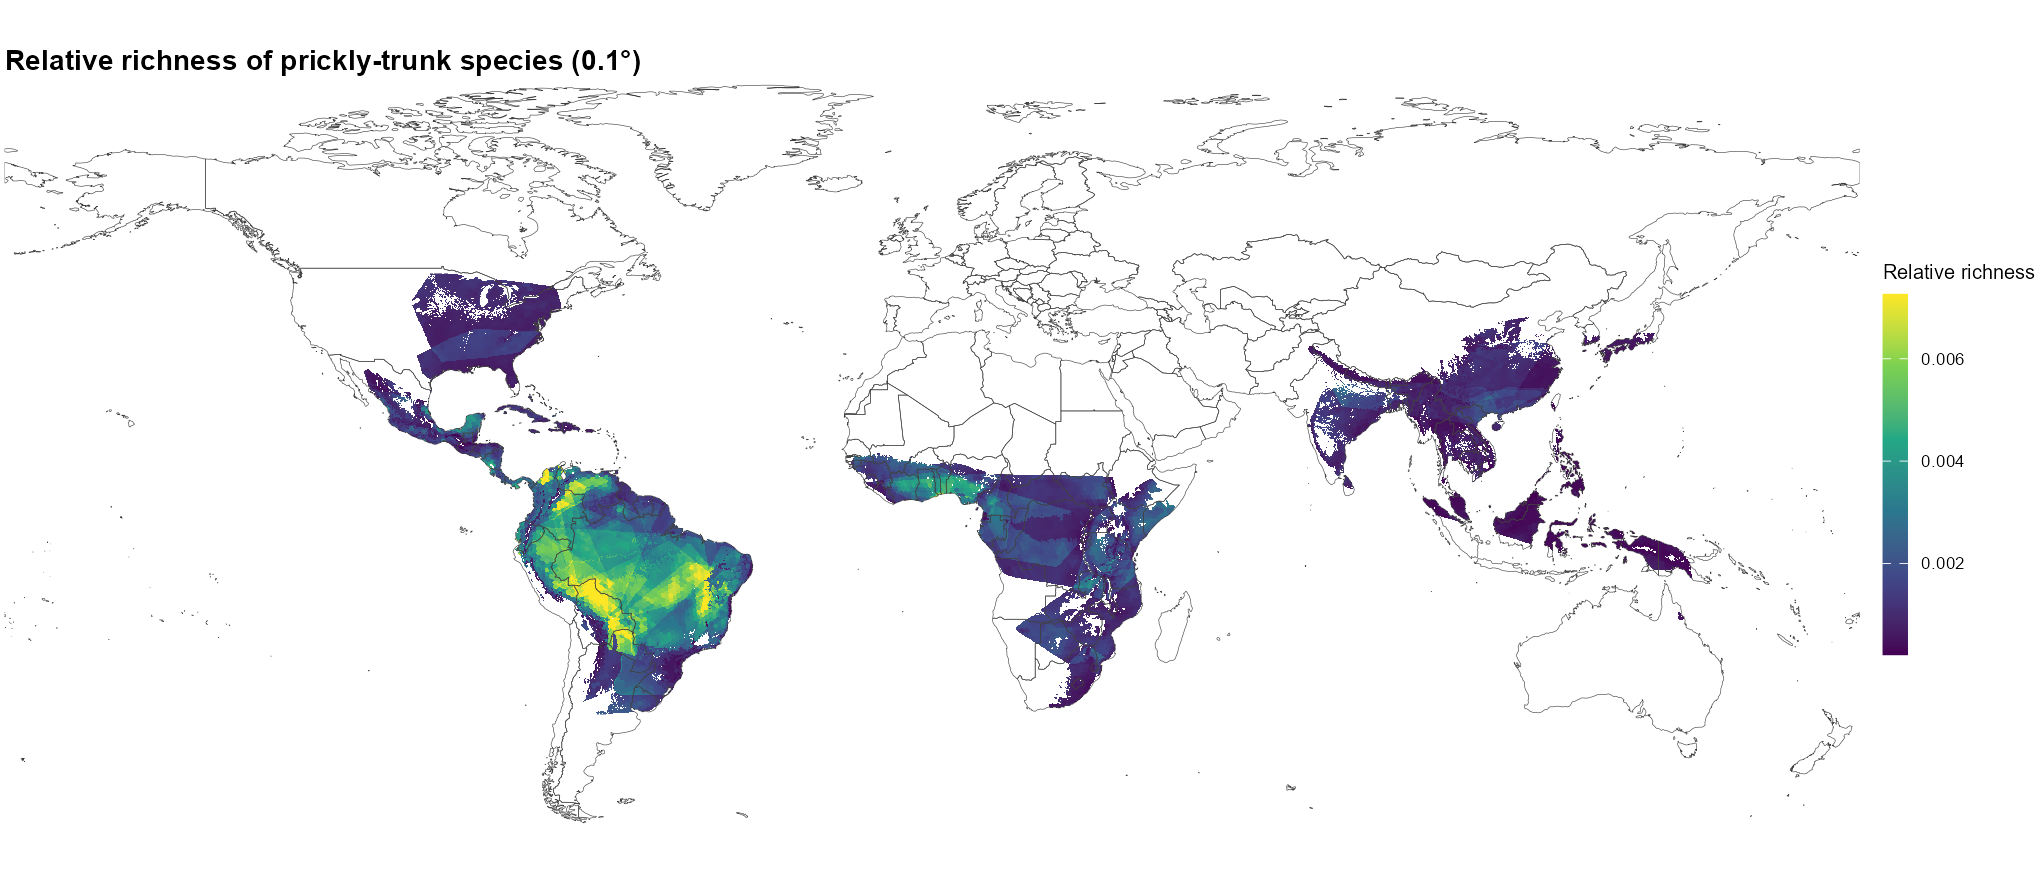 Relative richness of prickly-trunk species (0.1°)
Relative richness
0.006
0.004
0.002